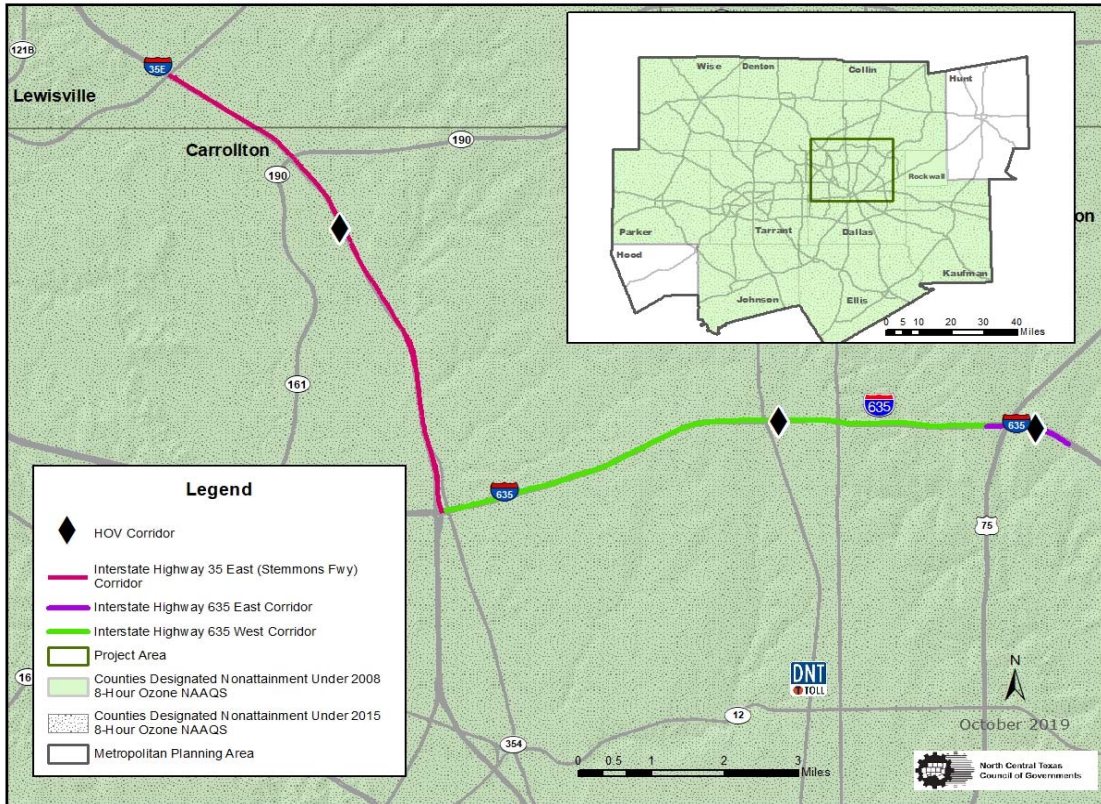 121B
35E
Lewisville
Carrollton
190
190
161
635
635
635
75
DNT
TOLL
12
354
16
on
Wise
Denton
Collin
Hunt
Rockwall
Parker
Tarrant
Dallas
Hood
Kaufman
Johnson
Ellis
0 5 10 20 30 40
Miles
Legend
HOV Corridor
Interstate Highway 35 East (Stemmons Fwy)
Corridor
Interstate Highway 635 East Corridor
Interstate Highway 635 West Corridor
Project Area
Counties Designated Nonattainment Under 2008
8-Hour Ozone NAAQS
Counties Designated Nonattainment Under 2015
8-Hour Ozone NAAQS
Metropolitan Planning Area
0 0.5 1 2 3
Miles
N
October 2019
North Central Texas
Council of Governments